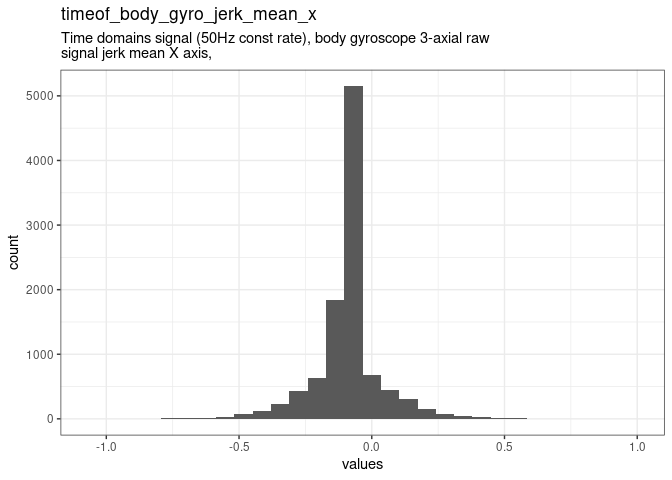 timeof_body_gyro_jerk_mean_x
Time domains signal (50Hz const rate), body gyroscope 3-axial raw
signal jerk mean X axis,
5000
4000
3000
2000
1000
0
count
-1.0 -0.5 0.0 0.5 1.0
values